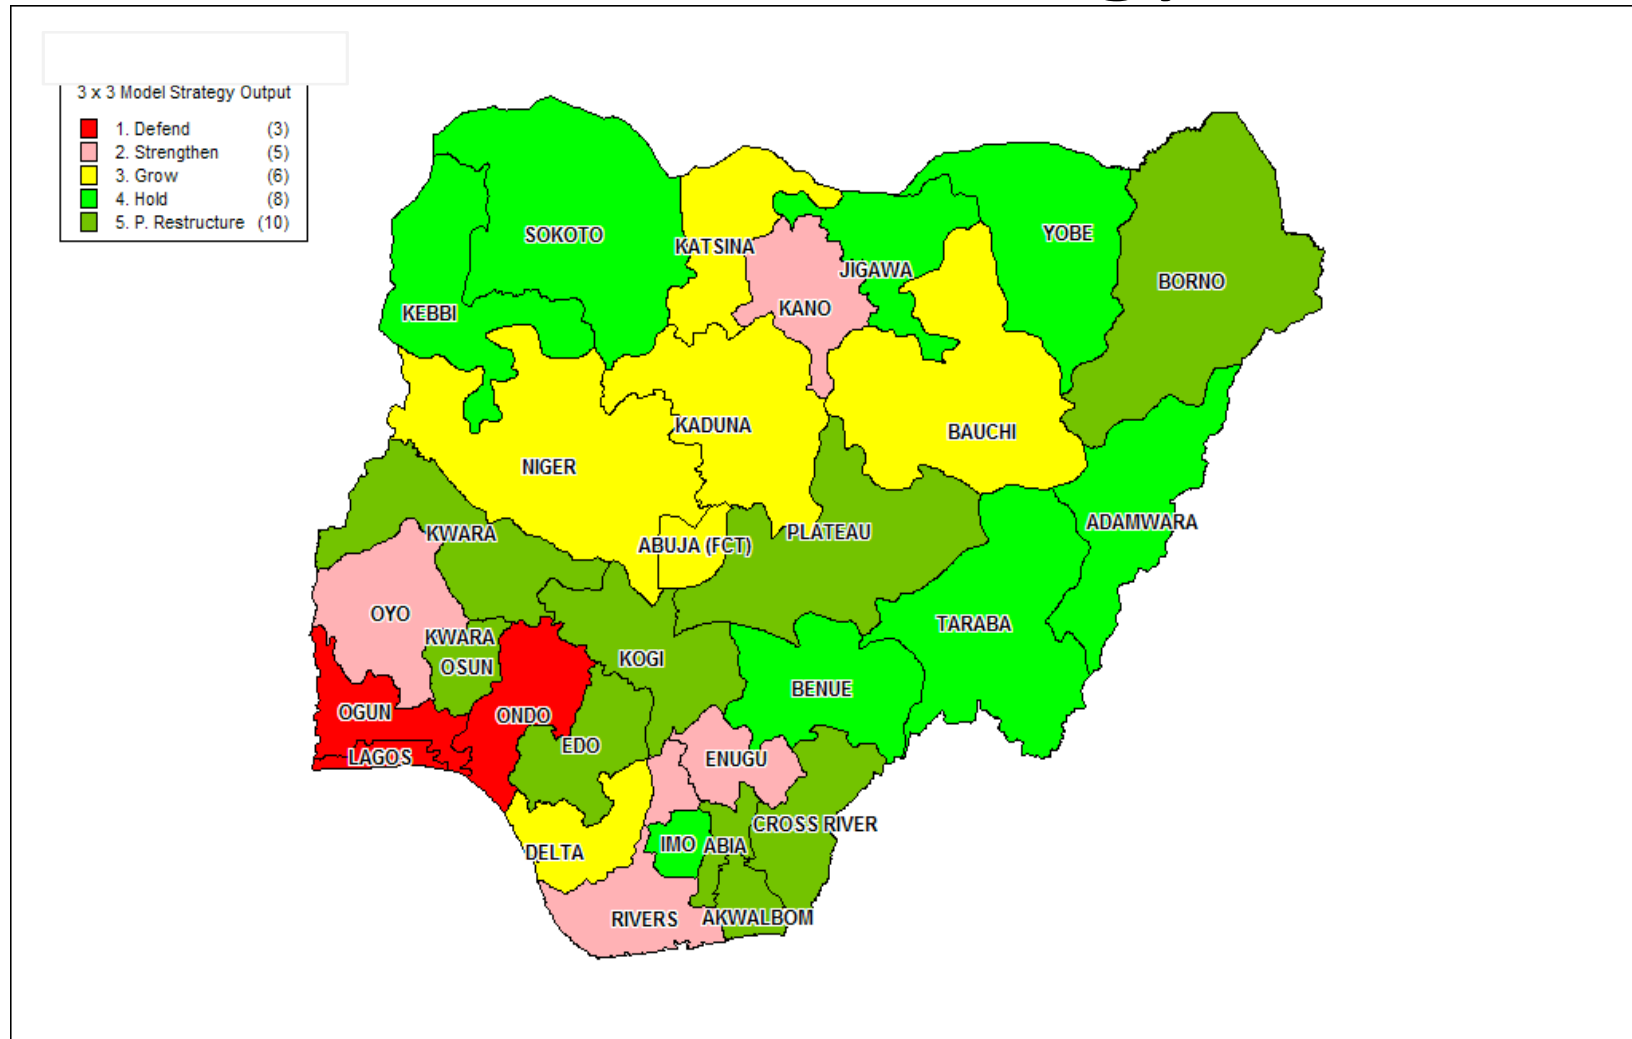 3 x 3 Model Strategy Output
1. Defend (3)
2. Strengthen (5)
3. Grow (6)
4. Hold (8)
5. P. Restructure (10)
SOKOTO
YOBE
KATSINA
JIGAWA
BORNO
KANO
KEBBI
KADUNA
BAUCHI
NIGER
ADAMWARA
KWARA
PLATEAU
ABUJA (FCT)
OYO
TARABA
KWARA
OSUN
KOGI
BENUE
OGUN
ONDO
EDO
LAGOS
ENUGU
CROSS RIVER
IMO
ABIA
DELTA
RIVERS
AKWALBOM